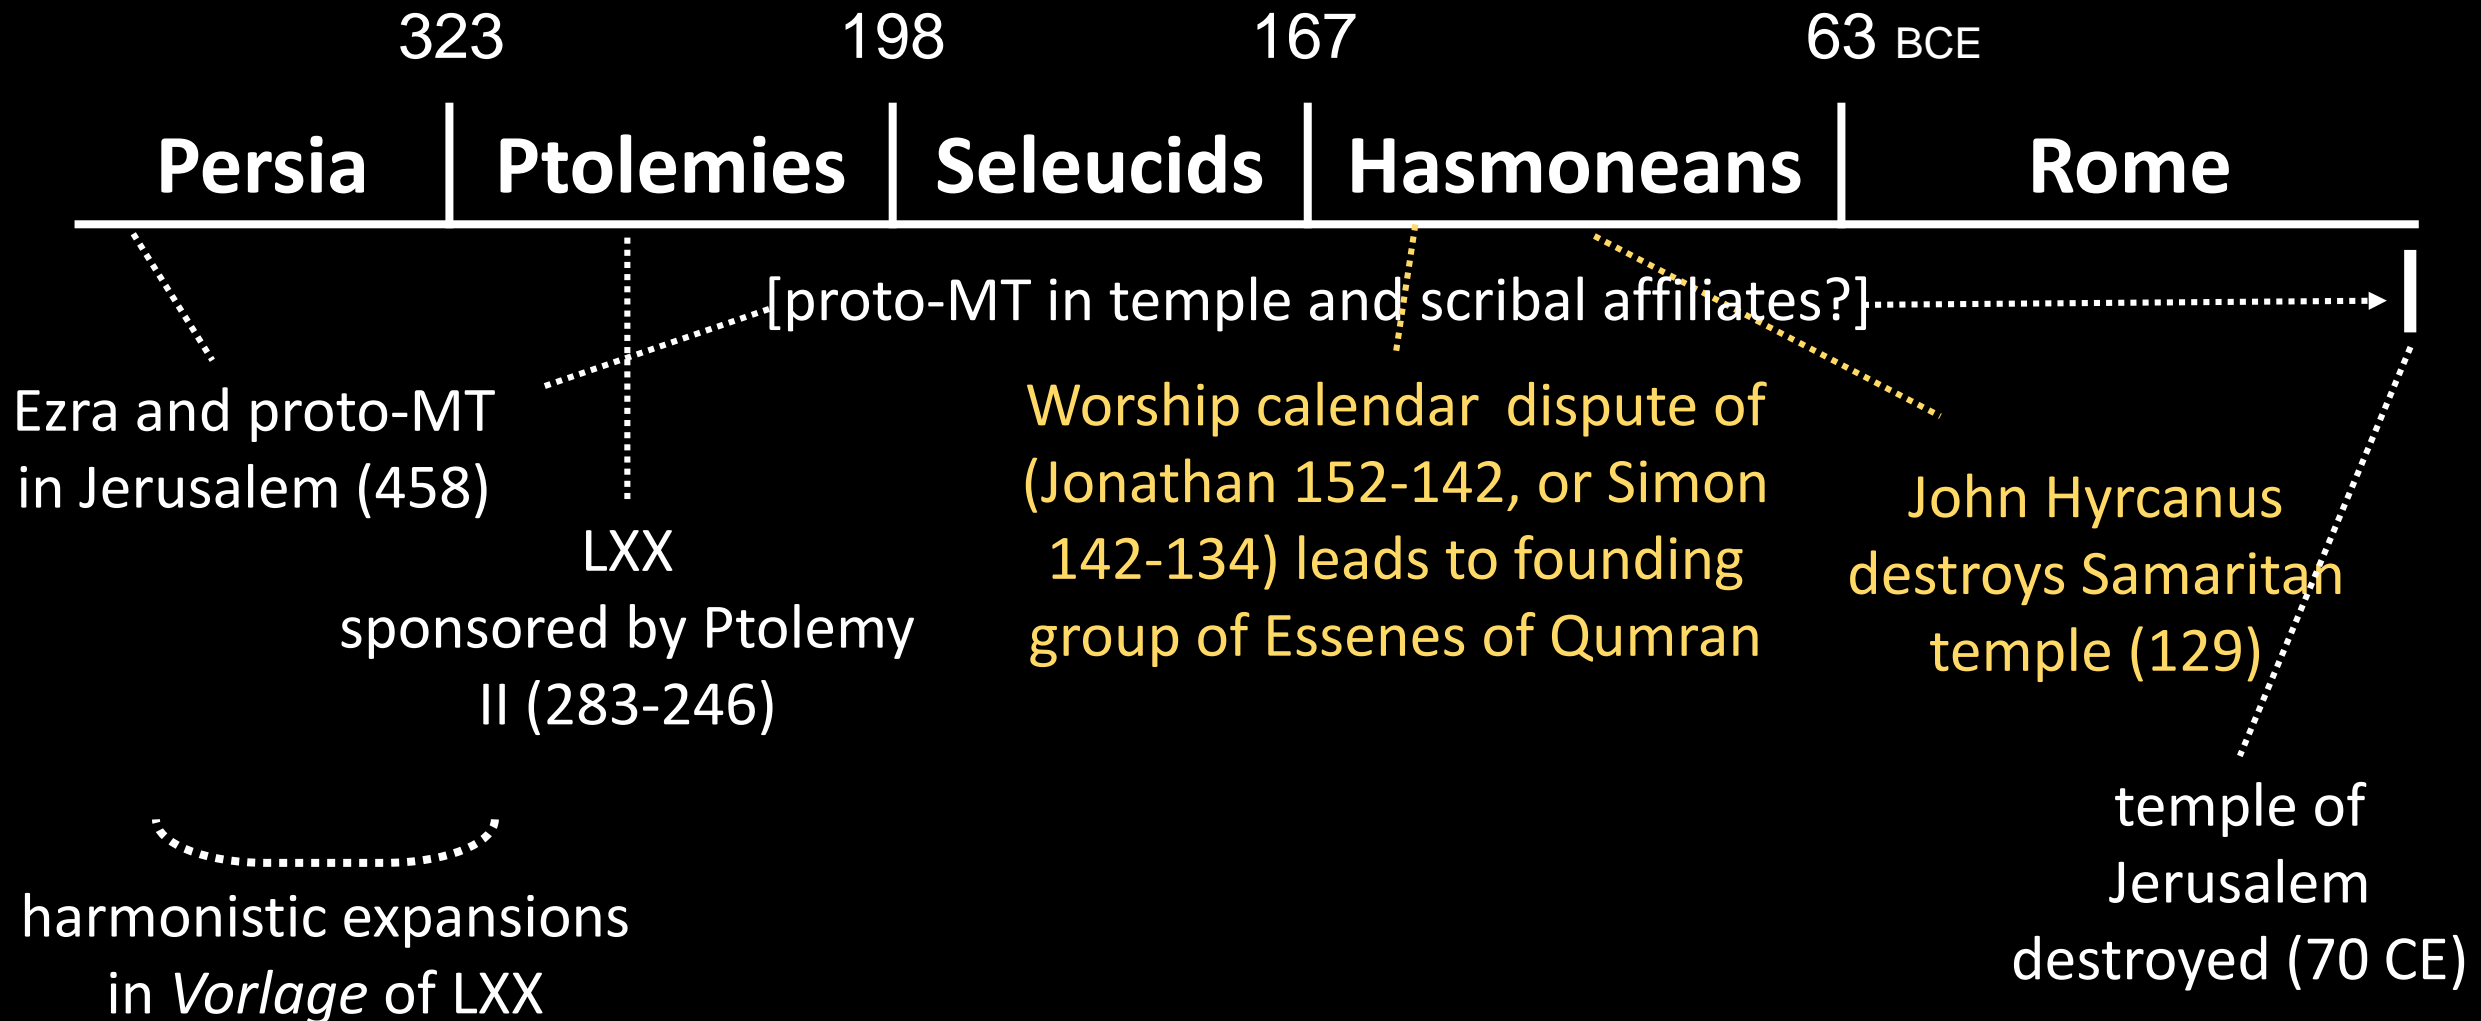 323 198 167 63 BCE
Persia Ptolemies Seleucids Hasmoneans Rome
[proto-MT in temple and scribal affiliates?]
Ezra and proto-MT
in Jerusalem (458)
LXX
sponsored by Ptolemy
II (283-246)
Worship calendar  dispute of
(Jonathan 152-142, or Simon
142-134) leads to founding
group of Essenes of Qumran
John Hyrcanus
destroys Samaritan
temple (129)
temple of
Jerusalem
destroyed (70 CE)
harmonistic expansions
in Vorlage of LXX